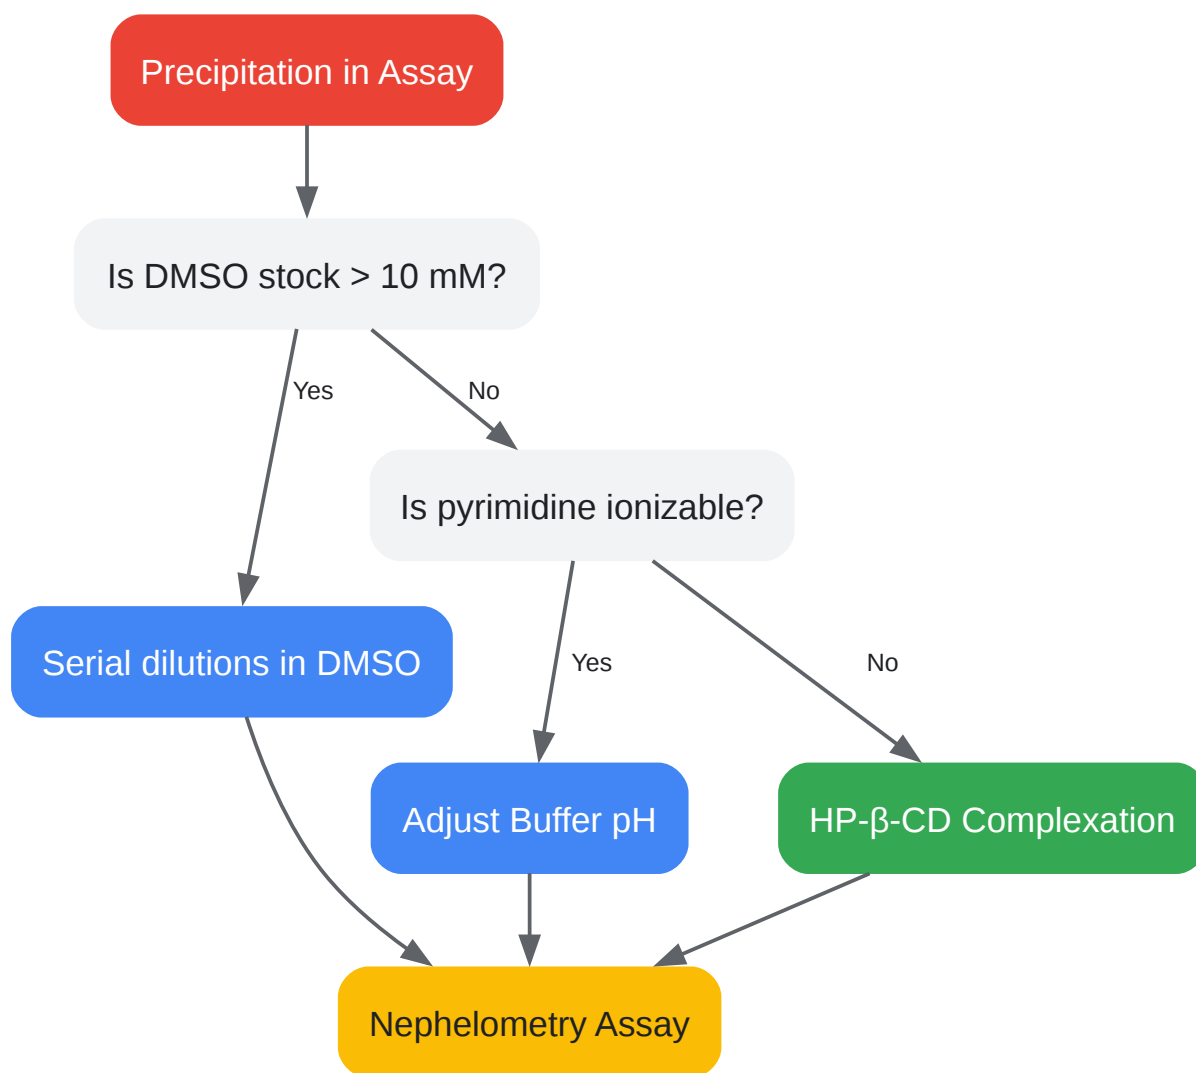 Precipitation in Assay
Is DMSO stock > 10 mM?
Yes
No
Is pyrimidine ionizable?
Serial dilutions in DMSO
Yes
No
Adjust Buffer pH
HP-β-CD Complexation
Nephelometry Assay